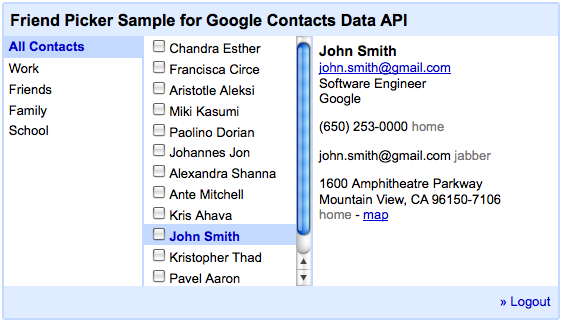 Friend Picker Sample for Google Contacts Data API
All Contacts
Work
Friends
Family
School
Chandra Esther
Francisca Circe
Aristotle Aleksi
Miki Kasumi
Paolino Dorian
Johannes Jon
Alexandra Shanna
Ante Mitchell
Kris Ahava
John Smith
Kristopher Thad
Pavel Aaron
John Smith
john.smith@gmail.com
Software Engineer
Google
(650) 253-0000 home
john.smith@gmail.com jabber
1600 Amphitheatre Parkway
Mountain View, CA 96150-7106
home - map
» Logout